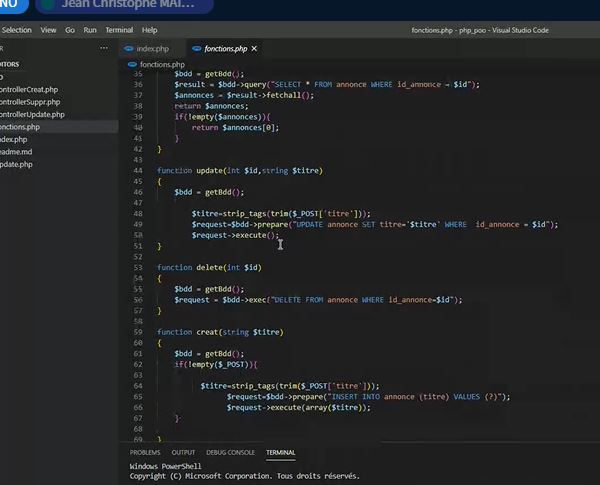 NO
Jean Christophe MAI...
Selection View Go Run Terminal Help
fonctions.php - php_poo - Visual Studio Code
index.php
fonctions.php
fonctions.php
EDITORS
ontrollerCreat.php
ontrollerSuppr.php
ontrollerUpdate.php
onctions.php
ndex.php
eadme.md
pdate.php
35 $bdd = getBdd();
36 $result = $bdd->query("SELECT * FROM annonce WHERE id_annonce = $id");
37 $annonces = $result->fetchall();
38 return $annonces;
39 if(!empty($annonces)){
40 return $annonces[0];
41 }
42 }
43
44 function update(int $id,string $titre)
45 {
46 $bdd = getBdd();
47
48 $titre=strip_tags(trim($_POST['titre']));
49 $request=$bdd->prepare("UPDATE annonce SET titre='$titre' WHERE id_annonce = $id");
50 $request->execute();
51 }
52
53 function delete(int $id)
54 {
55 $bdd = getBdd();
56 $request = $bdd->exec("DELETE FROM annonce WHERE id_annonce=$id");
57 }
58
59 function creat(string $titre)
60 {
61 $bdd = getBdd();
62 if(!empty($_POST)){
63
64 $titre=strip_tags(trim($_POST['titre']));
65 $request=$bdd->prepare("INSERT INTO annonce (titre) VALUES (?)");
66 $request->execute(array($titre));
67 }
68
69 }
PROBLEMS OUTPUT DEBUG CONSOLE TERMINAL
Windows PowerShell
Copyright (C) Microsoft Corporation. Tous droits réservés.